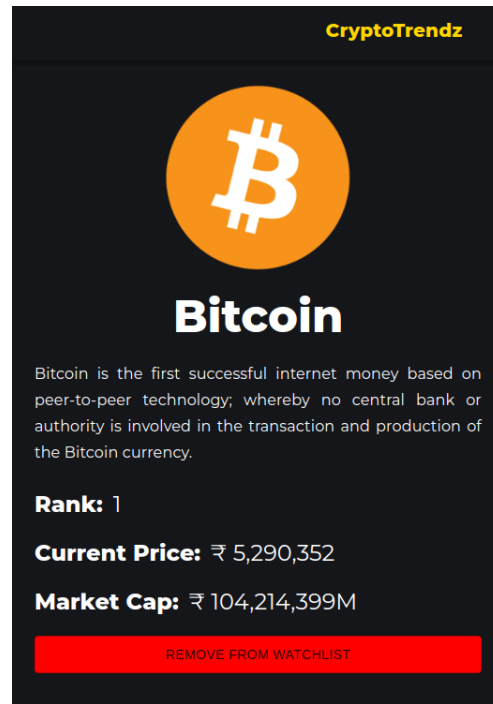 CryptoTrendz
Bitcoin
Bitcoin is the first successful internet money based on
peer-to-peer technology; whereby no central bank or
authority is involved in the transaction and production of
the Bitcoin currency.
Rank: 1
Current Price: ₹ 5,290,352
Market Cap: ₹ 104,214,399M
REMOVE FROM WATCHLIST